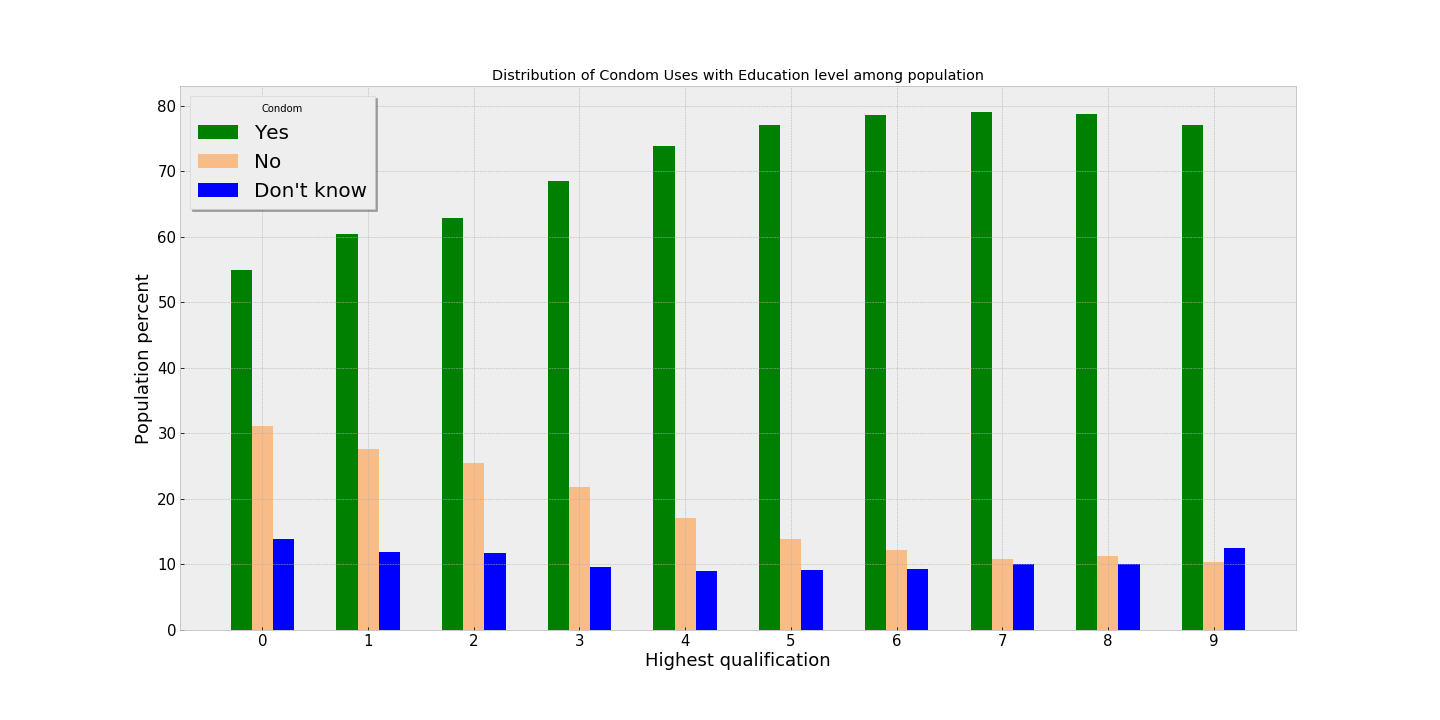 Distribution of Condom Uses with Education level among population
Condom
Yes
No
Don't know
80
70
60
50
40
30
20
10
0
Population percent
0 1 2 3 4 5 6 7 8 9
Highest qualification